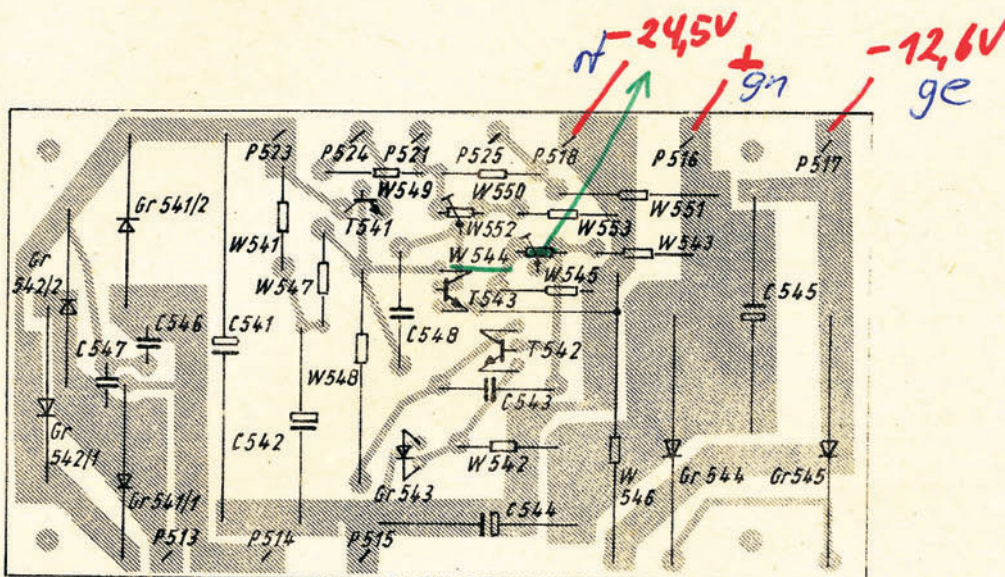 -24,5V
rt
⊥
gn
-12,6V
ge
P523
P524
P521
P525
P518
P516
P517
Gr 541/2
W549
W550
W551
T541
W552
W553
W541
W544
W543
Gr
542/2
W547
W545
C545
T543
C546
C541
C548
T542
C547
W548
C543
C542
Gr
542/1
W542
Gr 543
W
546
Gr 544
Gr545
Gr 541/1
C544
P513
P514
P515